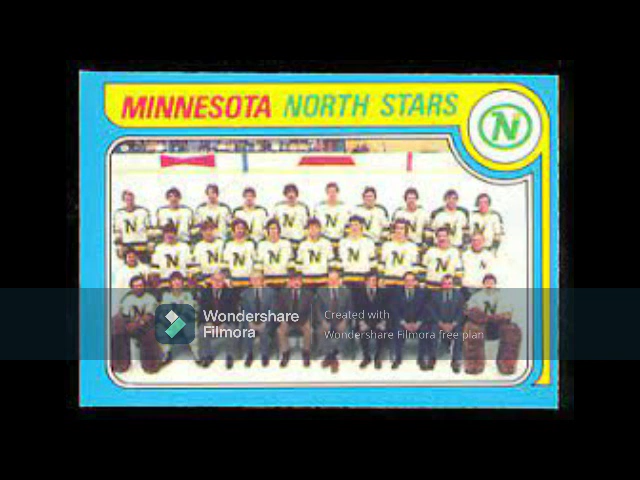 MINNESOTA NORTH STARS
N
Wondershare
Filmora
Created with
Wondershare Filmora free plan